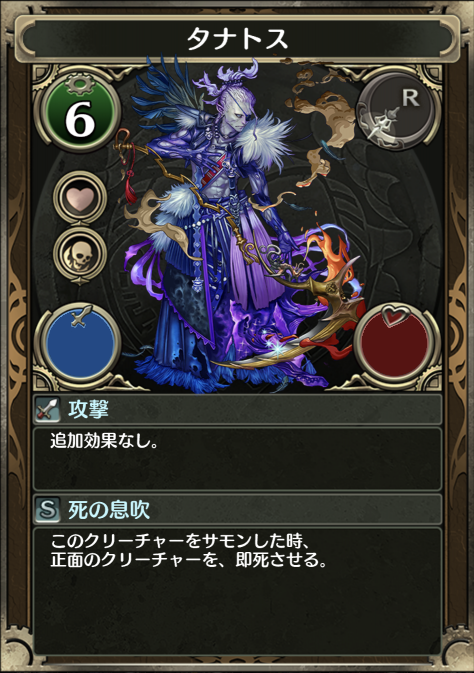 タナトス
6
R
攻撃
追加効果なし。
S 死の息吹
このクリーチャーをサモンした時、
正面のクリーチャーを、即死させる。